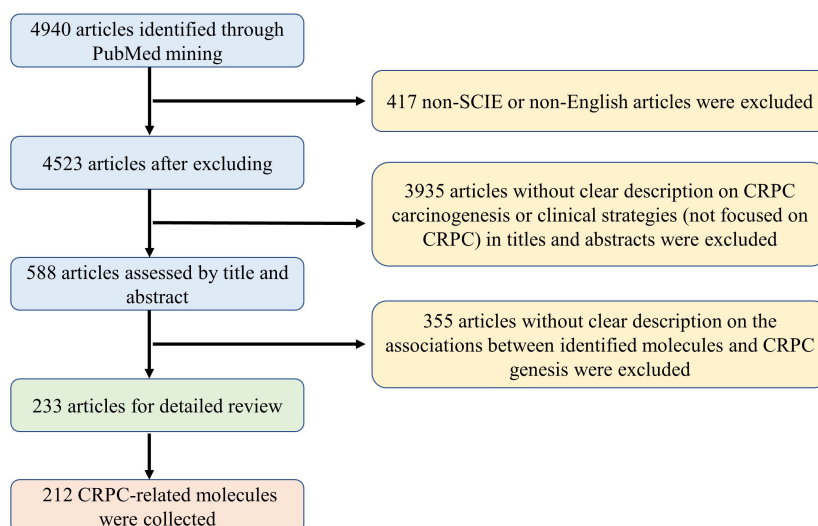 4940 articles identified through
PubMed mining
417 non-SCIE or non-English articles were excluded
4523 articles after excluding
3935 articles without clear description on CRPC
carcinogenesis or clinical strategies (not focused on
CRPC) in titles and abstracts were excluded
588 articles assessed by title and
abstract
355 articles without clear description on the
associations between identified molecules and CRPC
genesis were excluded
233 articles for detailed review
212 CRPC-related molecules
were collected